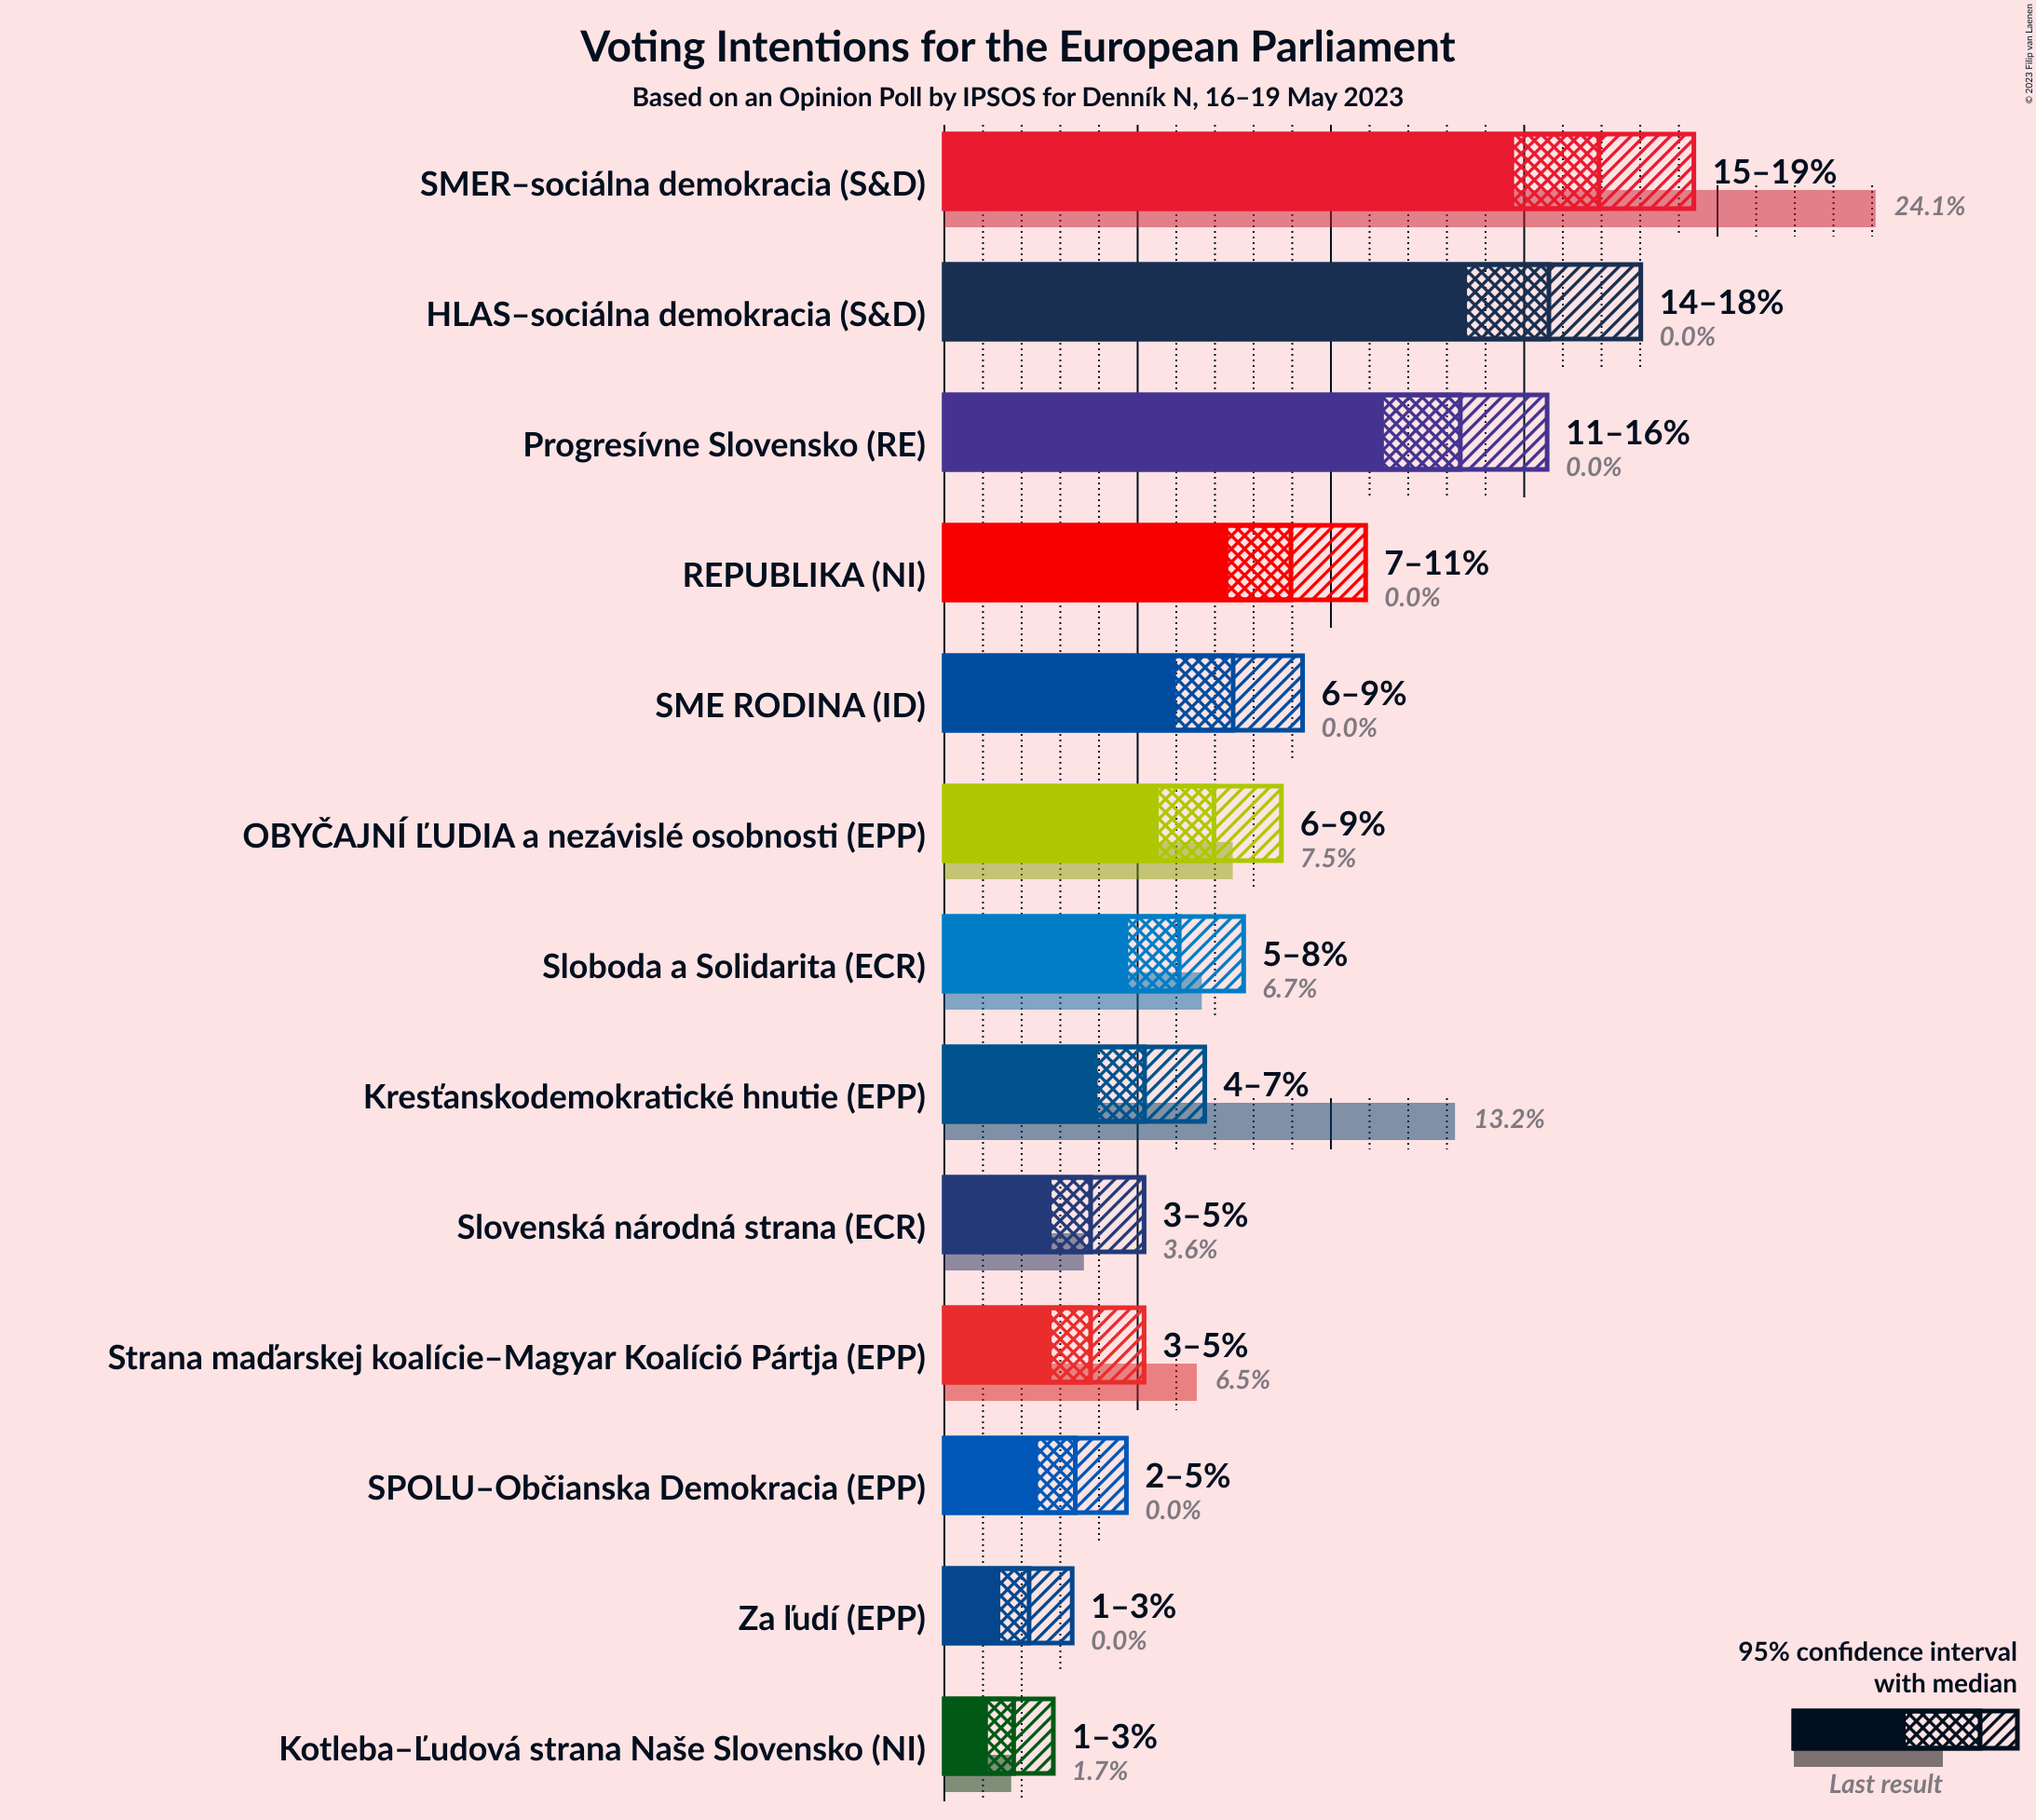 Voting Intentions for the European Parliament
Based on an Opinion Poll by IPSOS for Denník N, 16–19 May 2023
© 2023 Filip van Laenen
SMER–sociálna demokracia (S&D)
15–19%
24.1%
HLAS–sociálna demokracia (S&D)
14–18%
0.0%
Progresívne Slovensko (RE)
11–16%
0.0%
REPUBLIKA (NI)
7–11%
0.0%
SME RODINA (ID)
6–9%
0.0%
OBYČAJNÍ ĽUDIA a nezávislé osobnosti (EPP)
6–9%
7.5%
Sloboda a Solidarita (ECR)
5–8%
6.7%
Kresťanskodemokratické hnutie (EPP)
4–7%
13.2%
Slovenská národná strana (ECR)
3–5%
3.6%
Strana maďarskej koalície–Magyar Koalíció Pártja (EPP)
3–5%
6.5%
SPOLU–Občianska Demokracia (EPP)
2–5%
0.0%
Za ľudí (EPP)
1–3%
0.0%
Kotleba–Ľudová strana Naše Slovensko (NI)
1–3%
1.7%
95% confidence interval
with median
Last result